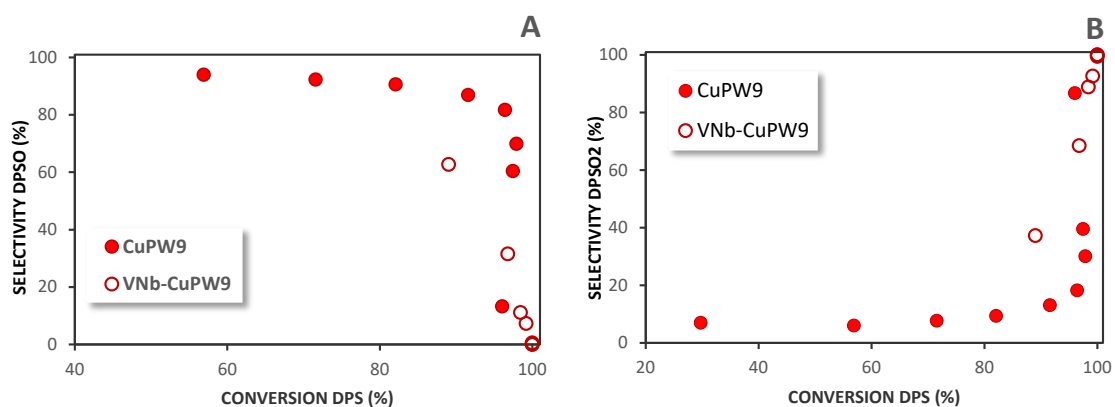 A
100
80
60
40
20
0
SELECTIVITY DPSO (%)
CuPW9
VNb-CuPW9
40
60
80
100
CONVERSION DPS (%)
B
100
80
60
40
20
0
SELECTIVITY DPSO2 (%)
CuPW9
VNb-CuPW9
20
40
60
80
100
CONVERSION DPS (%)